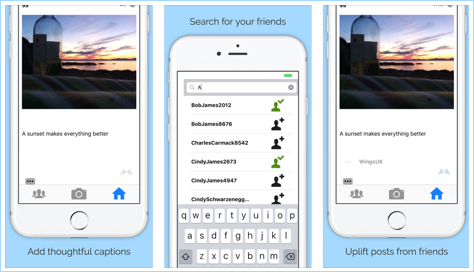 A sunset makes everything better
Add thoughtful captions
Search for your friends
A
BobJames2012
BobJames8676
CharlesCarmack8542
CindyJames2673
CindyJames4947
CindySchwarzenegg...
q w e r t y u i o p
a s d f g h j k l
z x c v b n m
A sunset makes everything better
WingsUK
Uplift posts from friends